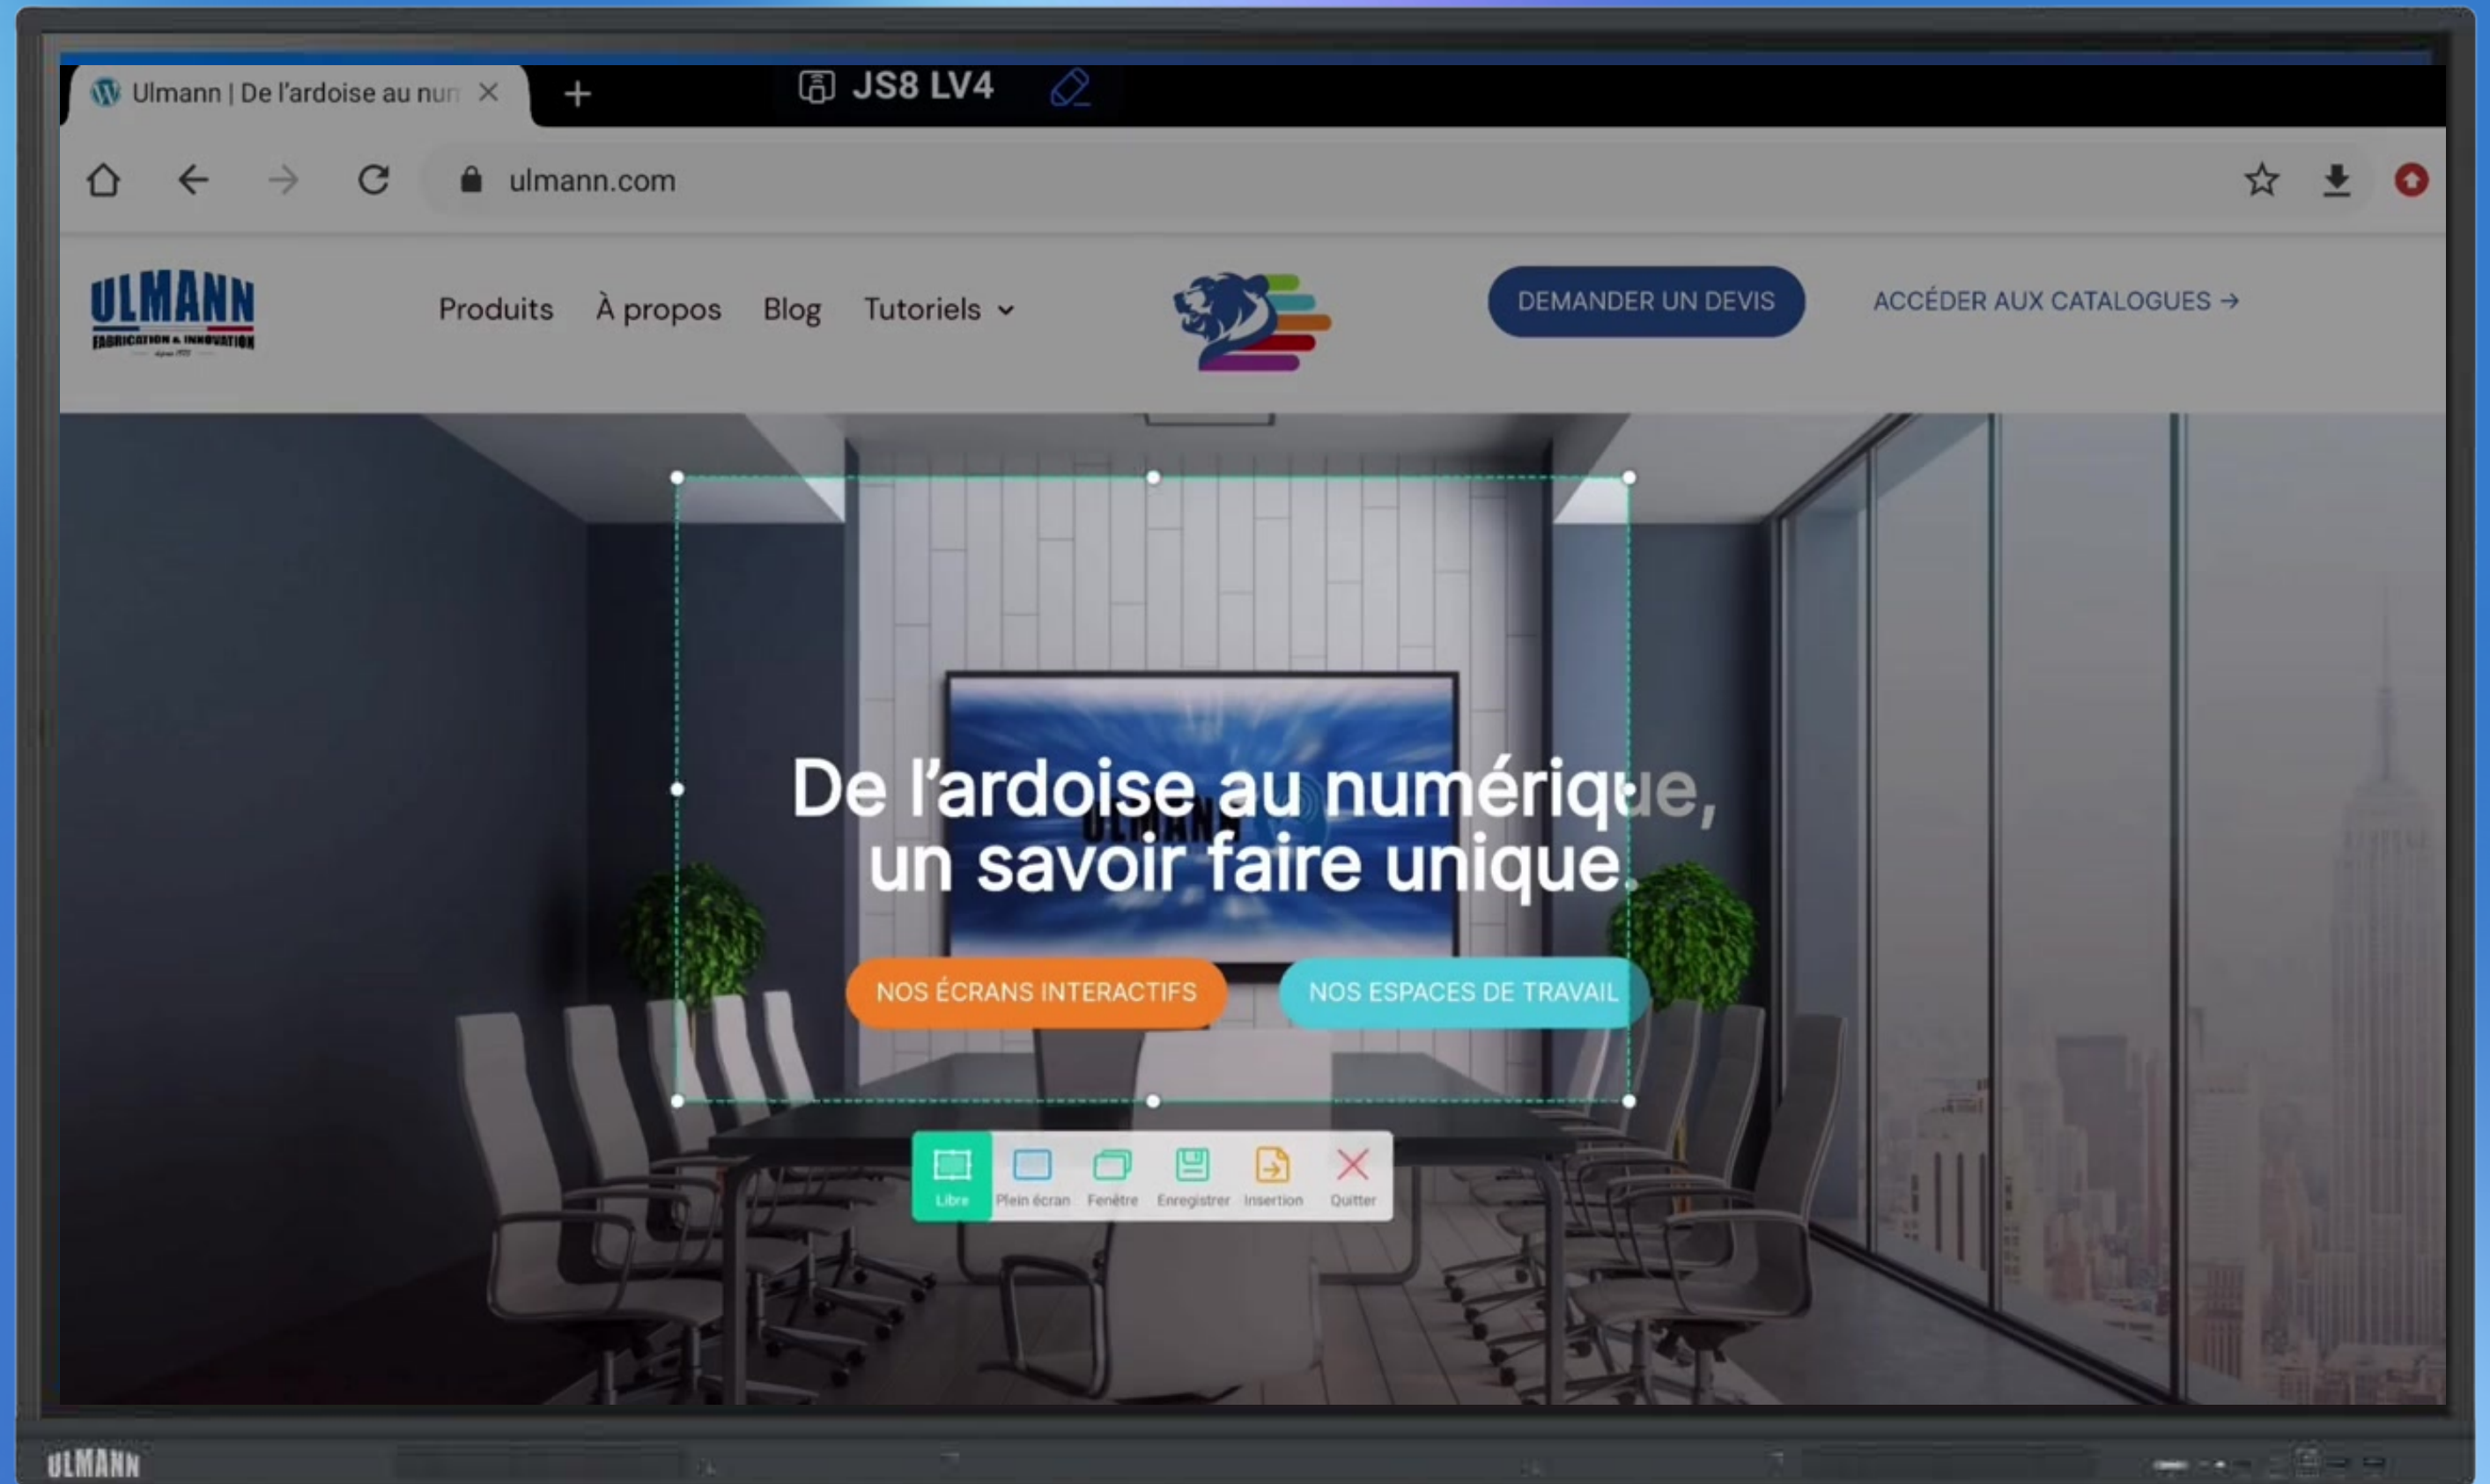 Ulmann | De l'ardoise au nun
JS8 LV4
ulmann.com
ULMANN
FABRICATION & INNOVATION
depuis
Produits À propos Blog Tutoriels
DEMANDER UN DEVIS
ACCÉDER AUX CATALOGUES →
ULMANN
De l'ardoise au numérique,
un savoir faire unique.
NOS ÉCRANS INTERACTIFS
NOS ESPACES DE TRAVAIL
Libre Plein écran Fenêtre Enregistrer Insertion Quitter
ULMANN